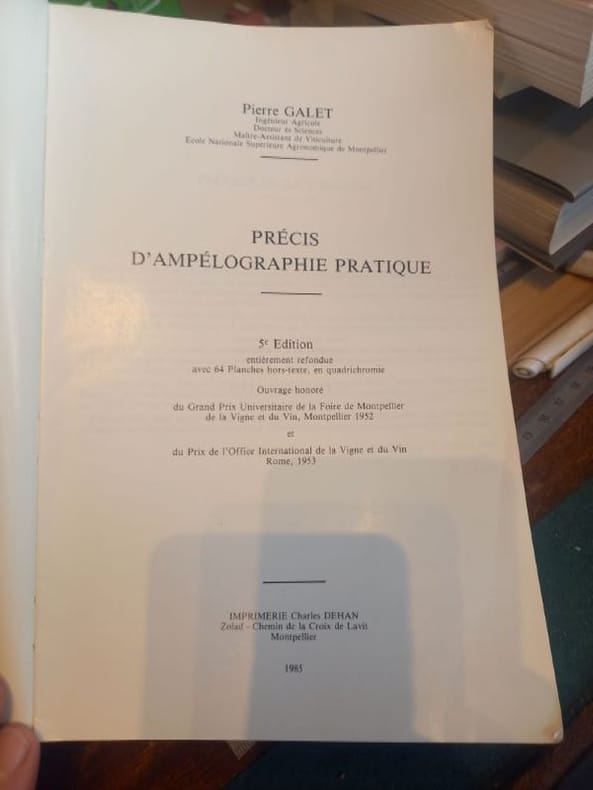 Pierre GALET
Ingénieur Agricole
Docteur ès Sciences
Maître-Assistant de Viticulture
Ecole Nationale Supérieure Agronomique de Montpellier
PRÉCIS
D'AMPÉLOGRAPHIE PRATIQUE
5e Edition
entièrement refondue
avec 64 Planches hors-texte, en quadrichromie
Ouvrage honoré
du Grand Prix Universitaire de la Foire de Montpellier
de la Vigne et du Vin, Montpellier 1952
et
du Prix de l'Office International de la Vigne et du Vin
Rome, 1953
IMPRIMERIE Charles DEHAN
Zolad - Chemin de la Croix de Lavit
Montpellier
1985